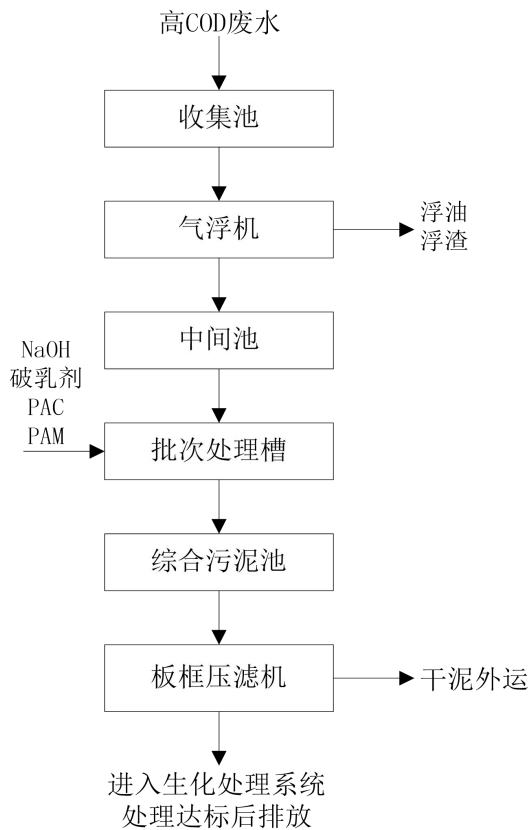 高COD废水
收集池
气浮机
浮油
浮渣
中间池
NaOH
破乳剂
PAC
PAM
批次处理槽
综合污泥池
板框压滤机
干泥外运
进入生化处理系统
处理达标后排放